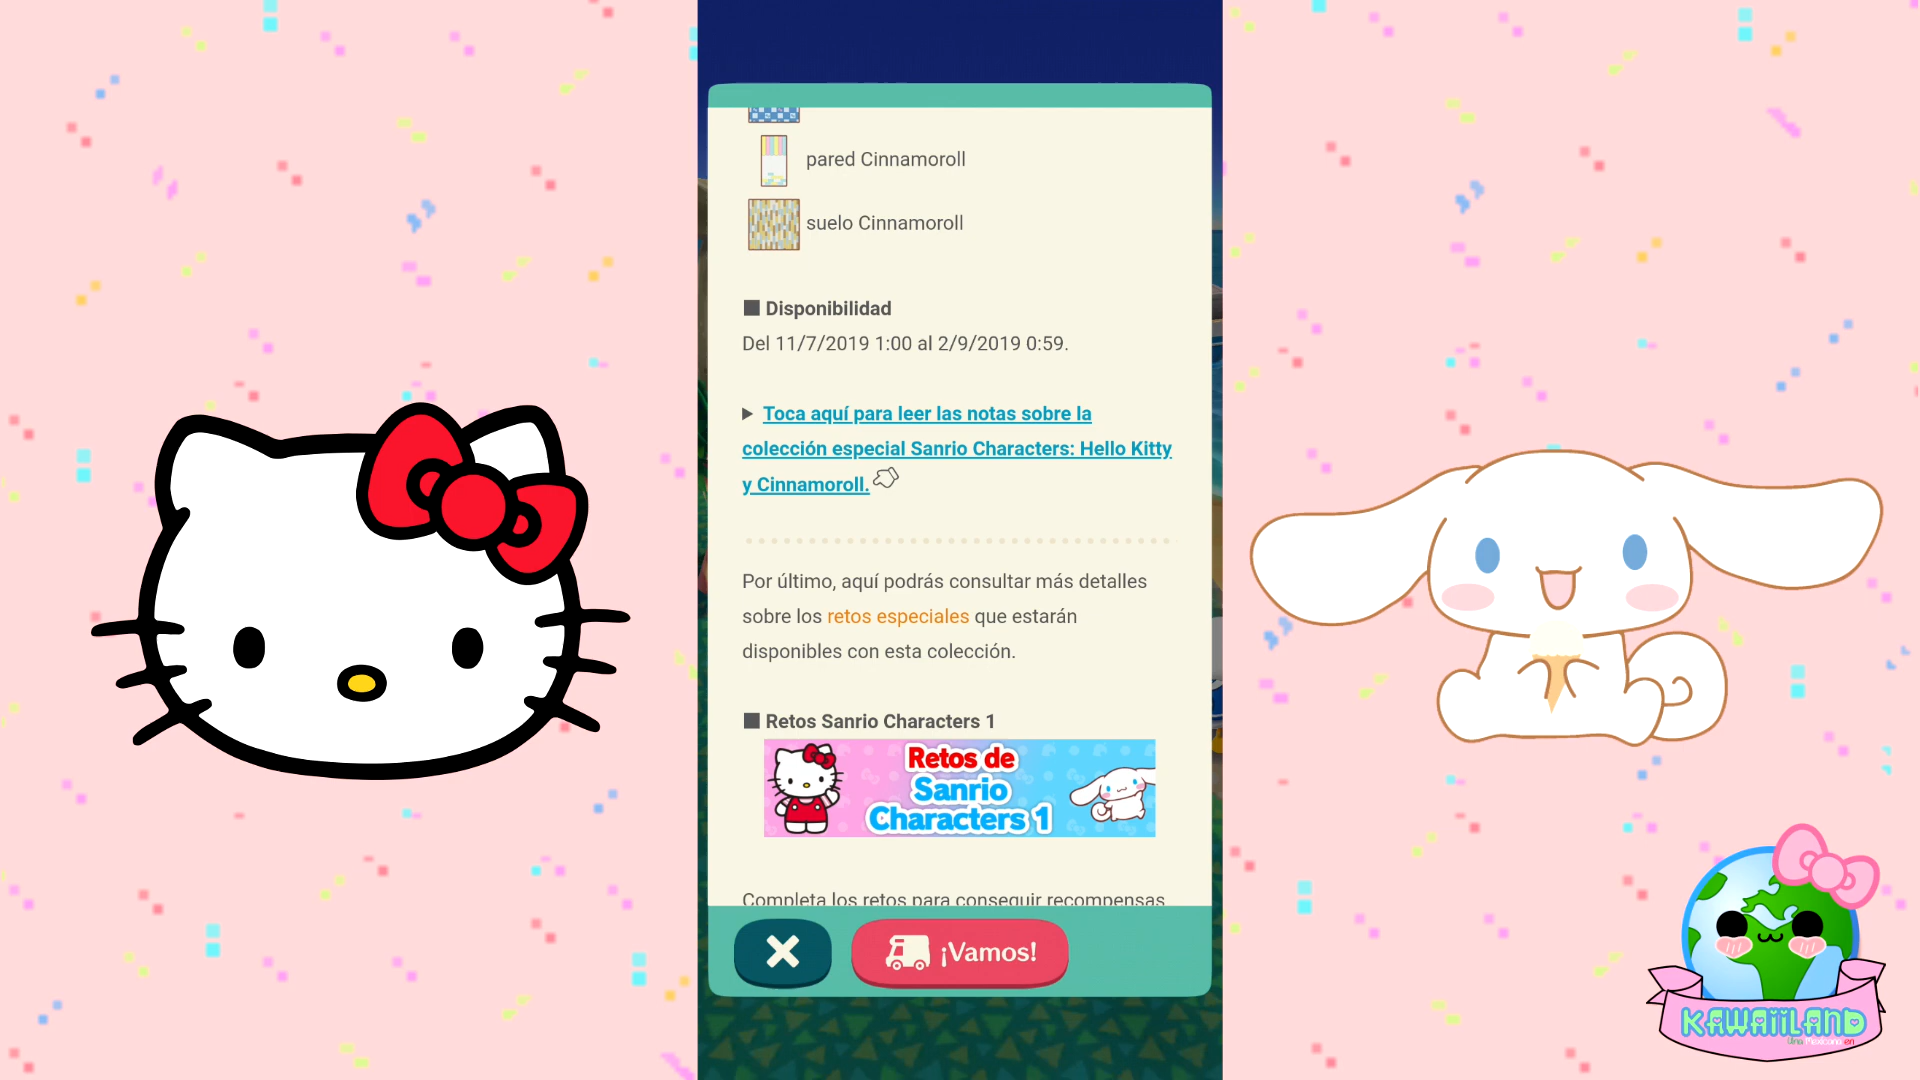 pared Cinnamoroll
suelo Cinnamoroll
■ Disponibilidad
Del 11/7/2019 1:00 al 2/9/2019 0:59.
▶ Toca aquí para leer las notas sobre la
colección especial Sanrio Characters: Hello Kitty
y Cinnamoroll.
Por último, aquí podrás consultar más detalles
sobre los retos especiales que estarán
disponibles con esta colección.
■ Retos Sanrio Characters 1
Retos de
Sanrio
Characters 1
Completa los retos para conseguir recompensas
¡Vamos!
Una Mexicana en
KAWAiiLAND